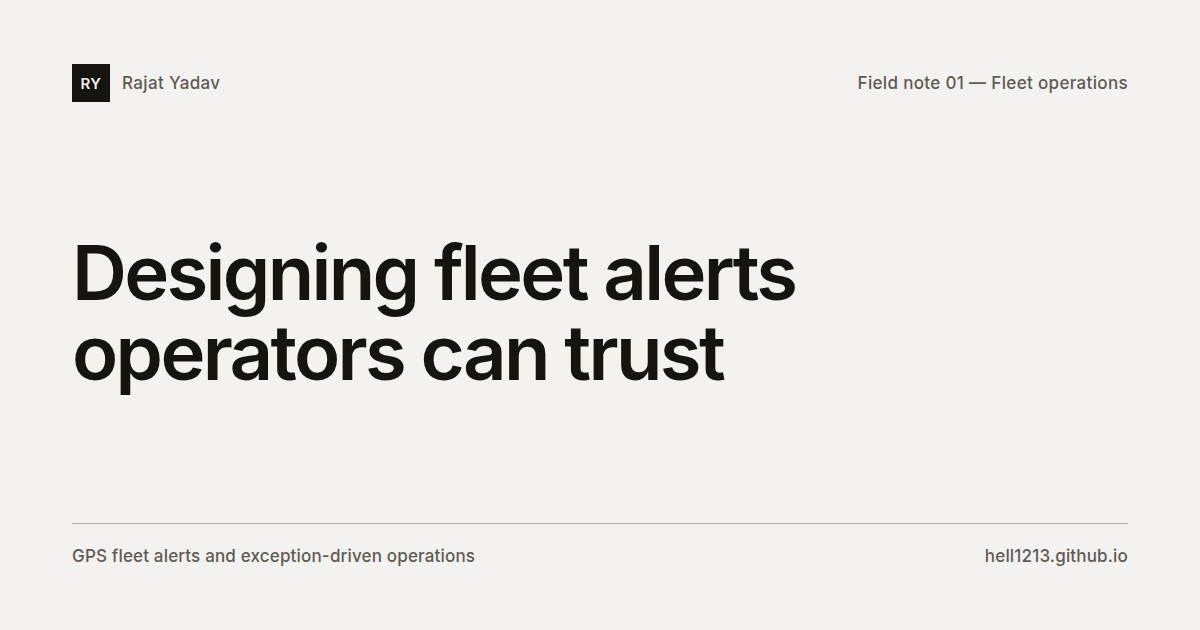 RY
Rajat Yadav
Field note 01 — Fleet operations
Designing fleet alerts
operators can trust
GPS fleet alerts and exception-driven operations
hell1213.github.io